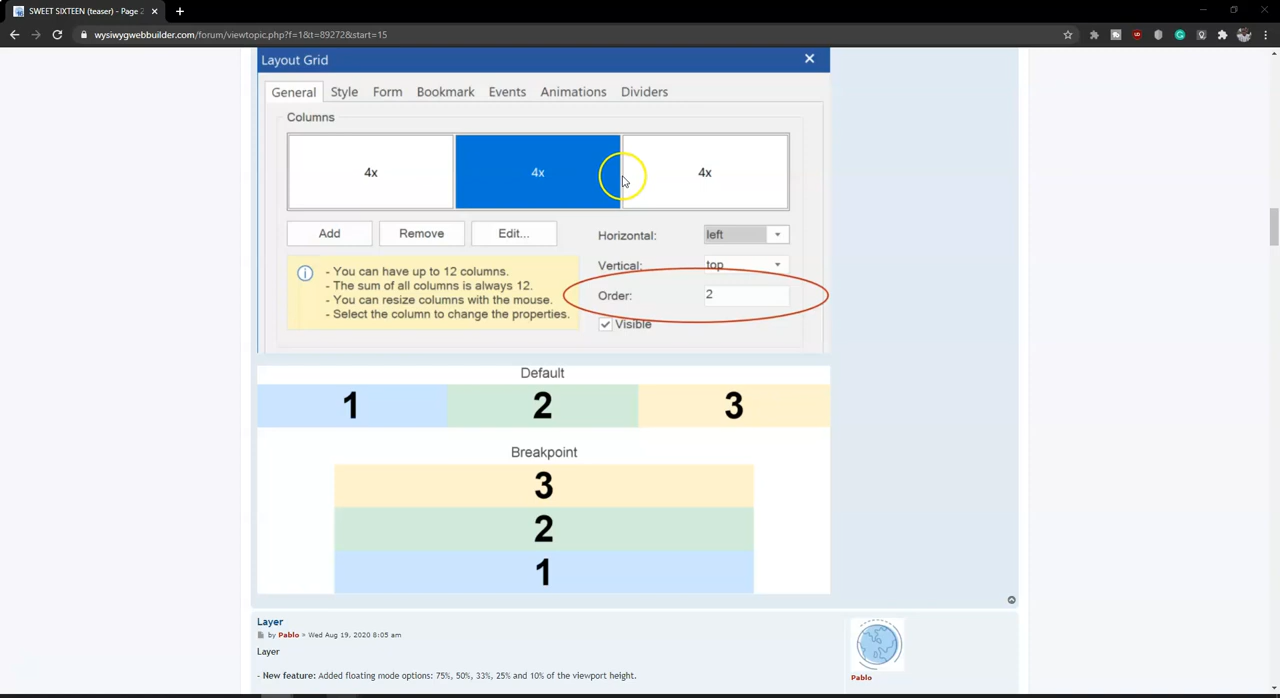 SWEET SIXTEEN (teaser) - Page 2
wysiwygwebbuilder.com/forum/viewtopic.php?f=1&t=89272&start=15
Layout Grid
General Style Form Bookmark Events Animations Dividers
Columns
4x 4x 4x
Add Remove Edit... Horizontal: left
Vertical: top
- You can have up to 12 columns.
- The sum of all columns is always 12.
- You can resize columns with the mouse.
- Select the column to change the properties.
Order: 2
Visible
Default
1 2 3
Breakpoint
3
2
1
Layer
by Pablo » Wed Aug 19, 2020 8:05 am
Layer
- New feature: Added floating mode options: 75%, 50%, 33%, 25% and 10% of the viewport height.
Pablo